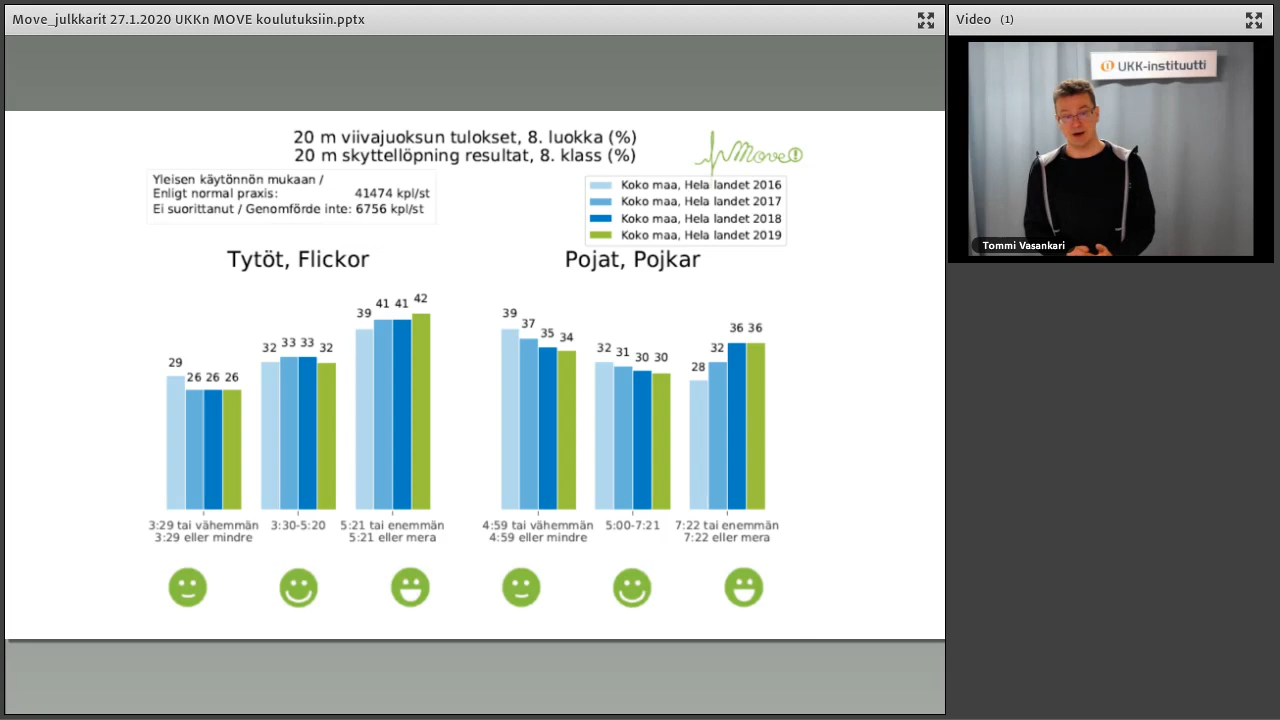 Move_julkkarit 27.1.2020 UKKn MOVE koulutuksiin.pptx
20 m viivajuoksun tulokset, 8. luokka (%)
20 m skyttellöpning resultat, 8. klass (%)
Move!
Yleisen käytönnön mukaan /
Enligt normal praxis: 41474 kpl/st
Ei suorittanut / Genomförde inte: 6756 kpl/st
Koko maa, Hela landet 2016
Koko maa, Hela landet 2017
Koko maa, Hela landet 2018
Koko maa, Hela landet 2019
Tytöt, Flickor
29 26 26 26
32 33 33 32
39 41 41 42
3:29 tai vähemmän
3:29 eller mindre
3:30-5:20
5:21 tai enemmän
5:21 eller mera
Pojat, Pojkar
39 37 35 34
32 31 30 30
28 32 36 36
4:59 tai vähemmän
4:59 eller mindre
5:00-7:21
7:22 tai enemmän
7:22 eller mera
Video (1)
UKK-instituutti
Tommi Vasankari